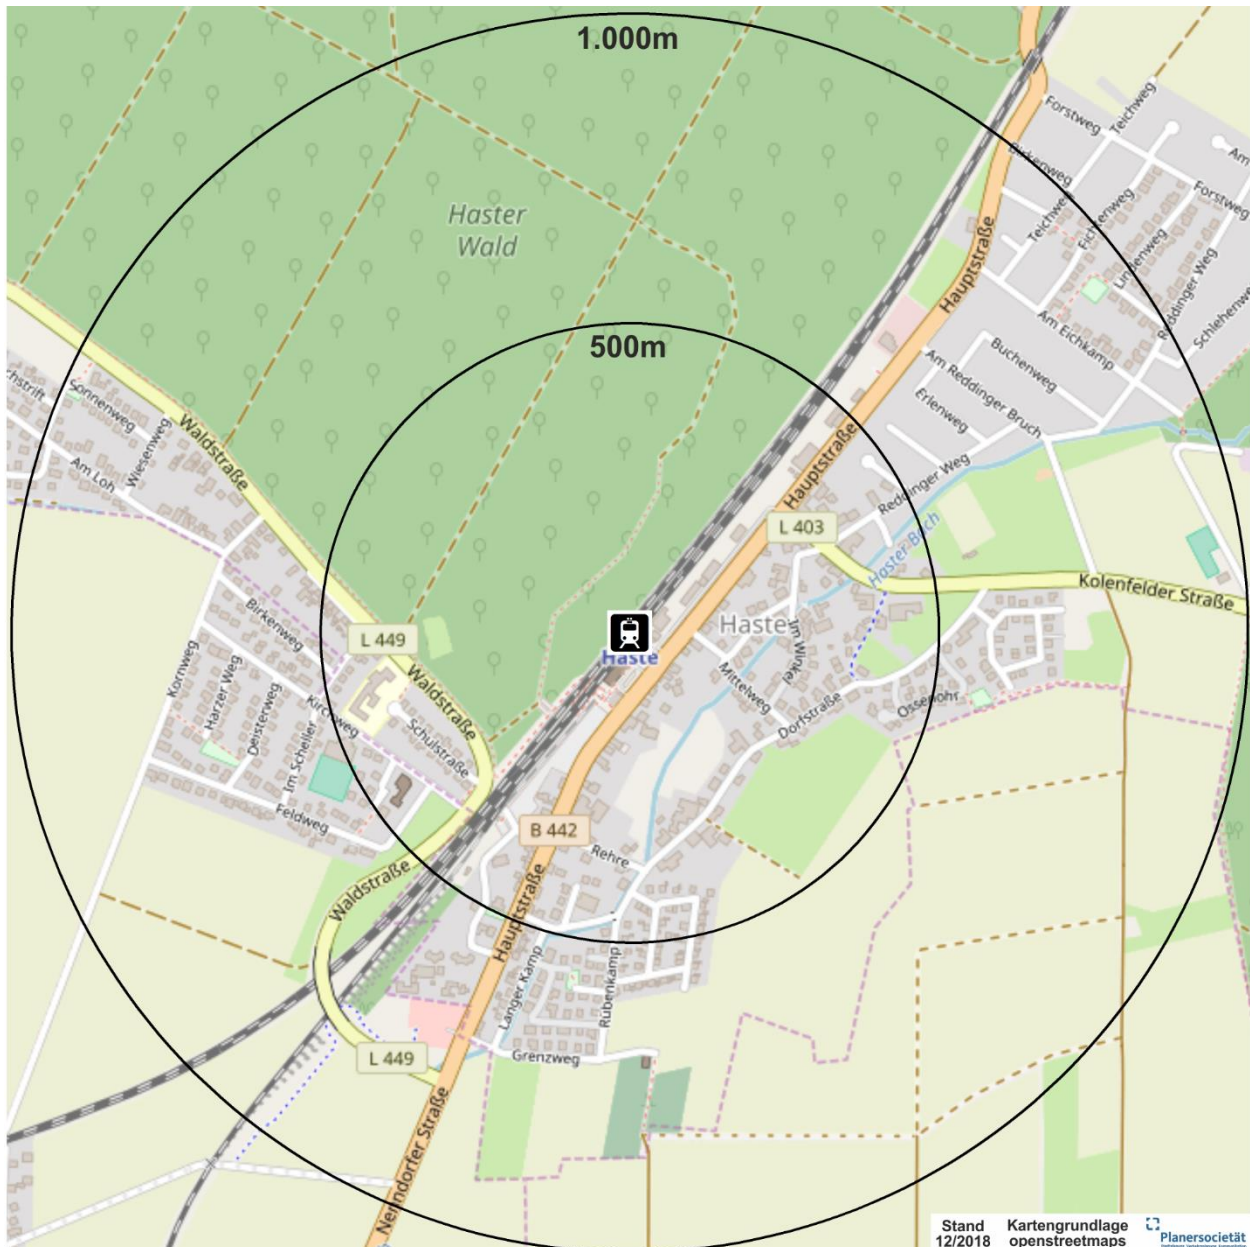 1.000m
Haster
Wald
500m
Forstweg
Teichweg
Birkenweg
Am
Forstweg
Teichweg
Fichtenweg
Lindenweg
Reddinger Weg
Schlehenwe
Hauptstraße
Am Eichkamp
Buchenweg
Am Reddinger Bruch
Erlenweg
Reddinger Weg
Hauptstraße
L 403
Haster Bach
Kolenfelder Straße
chstrift
Sonnenweg
Wiesenweg
Am Loh
Waldstraße
Birkenweg
L 449
Waldstraße
Kornweg
Harzer Weg
Deisterweg
Kirchweg
Im Scheller
Schulstraße
Feldweg
Haste
Haste
Im Winkel
Mittelweg
Dorfstraße
Ossenohr
B 442
Rehre
Waldstraße
Hauptstraße
Langer Kamp
Rübenkamp
Grenzweg
L 449
Nenndorfer Straße
Stand
12/2018
Kartengrundlage
openstreetmaps
Planersocietät